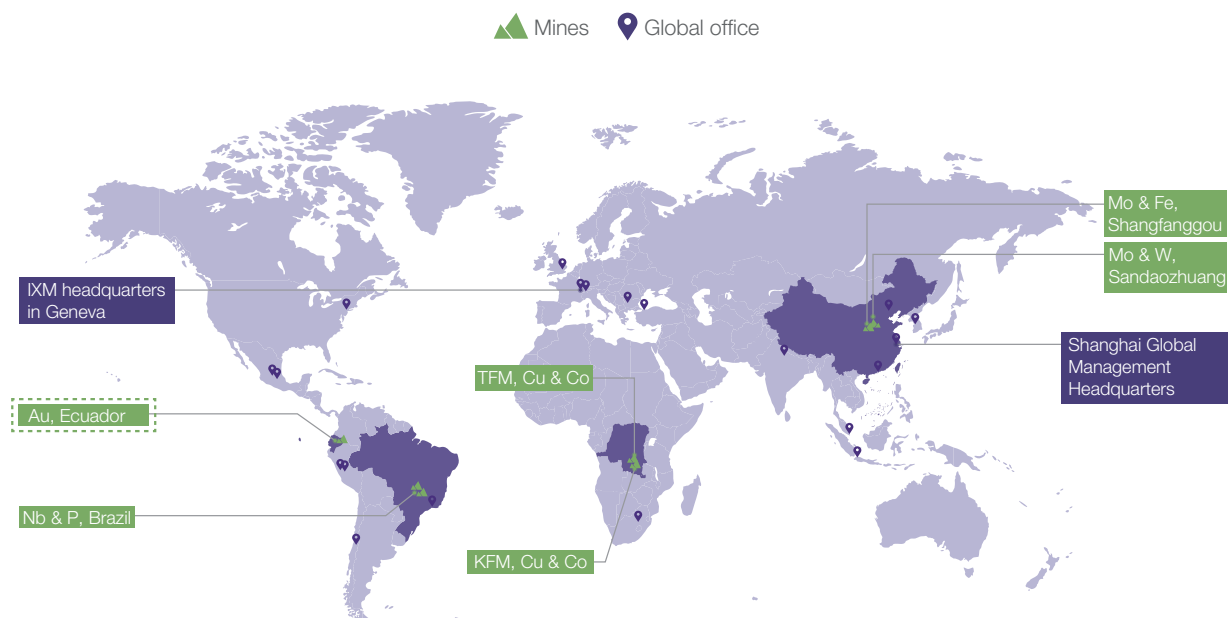 Mines
Global office
Mo & Fe,
Shangfanggou
Mo & W,
Sandaozhuang
IXM headquarters
in Geneva
Shanghai Global
Management
Headquarters
TFM, Cu & Co
Au, Ecuador
Nb & P, Brazil
KFM, Cu & Co